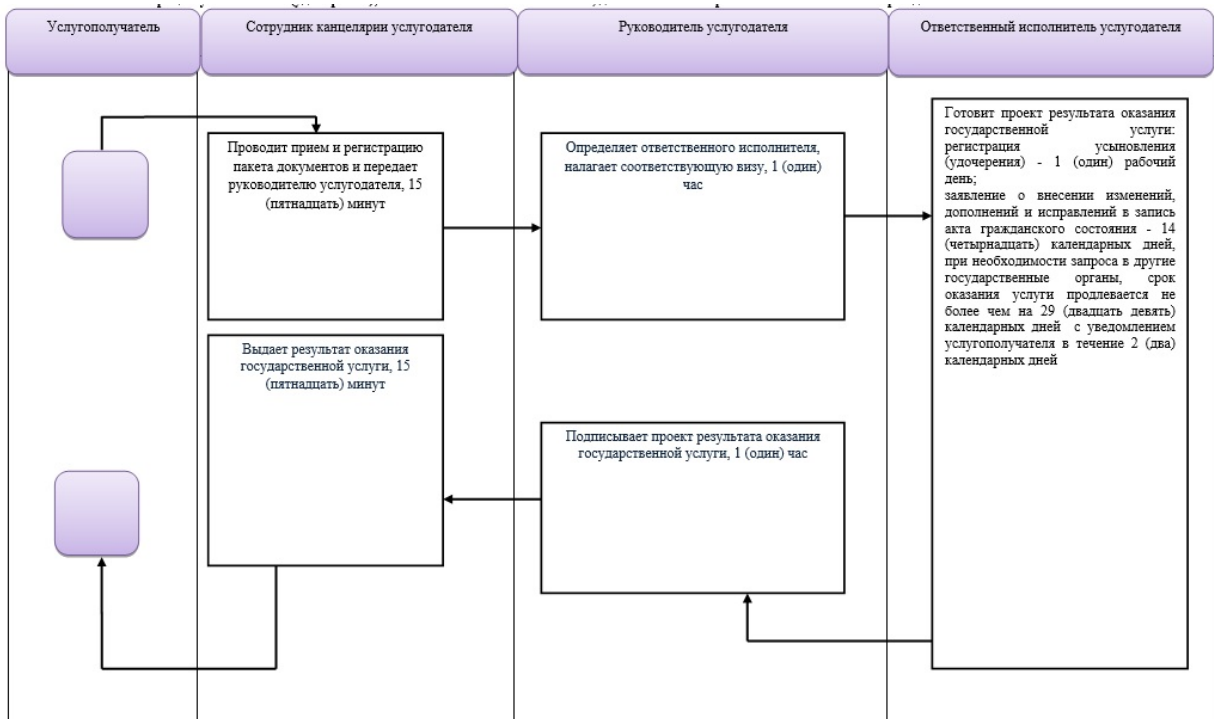 Услугополучатель
Сотрудник канцелярии услугодателя
Руководитель услугодателя
Ответственный исполнитель услугодателя
Проводит прием и регистрацию
пакета документов и передает
руководителю услугодателя, 15
(пятнадцать) минут
Определяет ответственного исполнителя,
налагает соответствующую визу, 1 (один)
час
Готовит проект результата оказания
государственной услуги:
регистрация усыновления
(удочерения) - 1 (один) рабочий
день;
заявление о внесении изменений,
дополнений и исправлений в запись
акта гражданского состояния - 14
(четырнадцать) календарных дней,
при необходимости запроса в другие
государственные органы, срок
оказания услуги продлевается не
более чем на 29 (двадцать девять)
календарных дней с уведомлением
услугополучателя в течение 2 (два)
календарных дней
Выдает результат оказания
государственной услуги, 15
(пятнадцать) минут
Подписывает проект результата оказания
государственной услуги, 1 (один) час